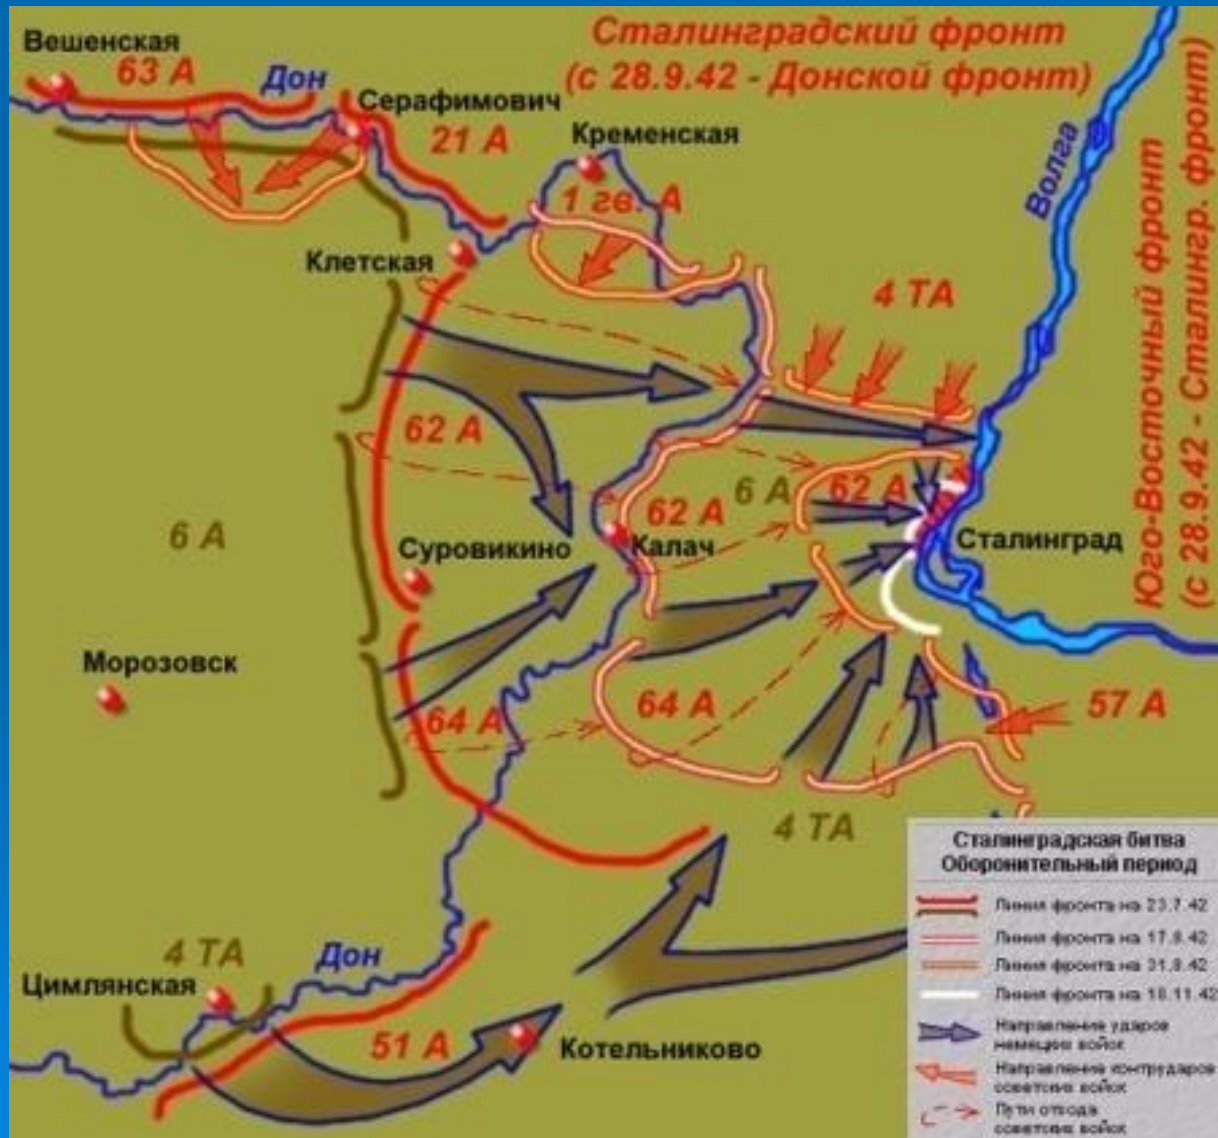 Вешенская
63 А
Дон
Серафимович
21 А
Сталинградский фронт
(с 28.9.42 - Донской фронт)
Кременская
1 гв. А
Клетская
Волга
4 ТА
Юго-Восточный фронт
(с 28.9.42 - Сталингр. фронт)
62 А
6 А
62 А
6 А
62 А
Суровикино
Калач
Сталинград
Морозовск
64 А
64 А
57 А
4 ТА
4 ТА
Дон
Цимлянская
51 А
Котельниково
Сталинградская битва
Оборонительный период
Линия фронта на 23.7.42
Линия фронта на 17.8.42
Линия фронта на 31.8.42
Линия фронта на 18.11.42
Направление ударов
немецких войск
Направление контрударов
советских войск
Пути отхода
советских войск